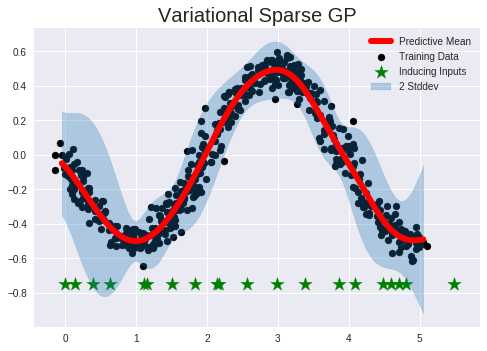 Variational Sparse GP
Predictive Mean
Training Data
Inducing Inputs
2 Stddev
0.6
0.4
0.2
0.0
−0.2
−0.4
−0.6
−0.8
0 1 2 3 4 5